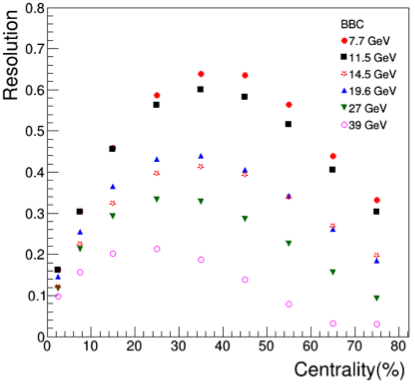 0.8
0.7
0.6
0.5
0.4
0.3
0.2
0.1
0
Resolution
BBC
7.7 GeV
11.5 GeV
14.5 GeV
19.6 GeV
27 GeV
39 GeV
0 10 20 30 40 50 60 70 80
Centrality(%)